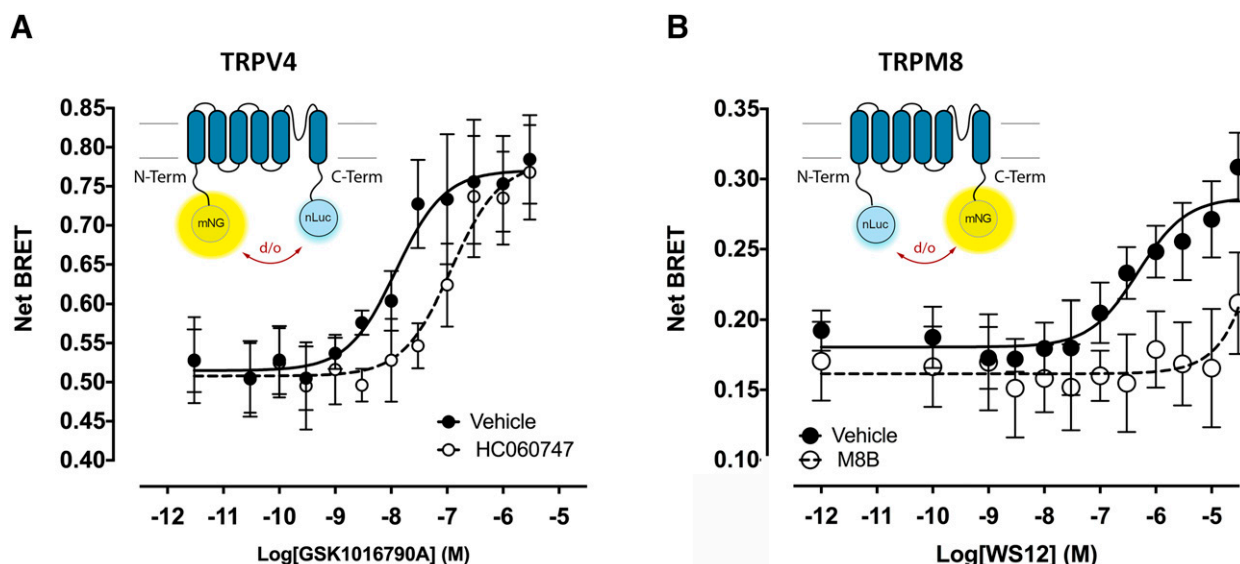 A
TRPV4
0.85
0.80
0.75
0.70
0.65
0.60
0.55
0.50
0.45
0.40
Net BRET
N-Term
C-Term
mNG
nLuc
d/o
Vehicle
HC060747
-12 -11 -10 -9 -8 -7 -6 -5
Log[GSK1016790A] (M)
B
TRPM8
0.35
0.30
0.25
0.20
0.15
0.10
Net BRET
N-Term
C-Term
nLuc
mNG
d/o
Vehicle
M8B
-12 -11 -10 -9 -8 -7 -6 -5
Log[WS12] (M)